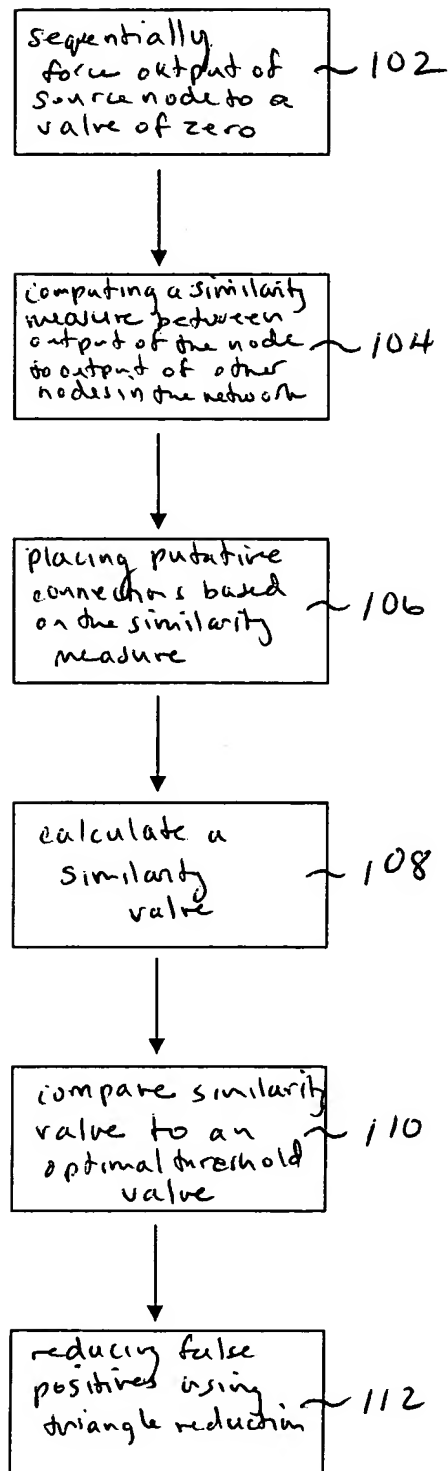 sequentially
force output of
source node to a
value of zero
102
computing a similarity
measure between
output of the node
to output of other
nodes in the network
104
placing putative
connections based
on the similarity
measure
106
calculate a
similarity
value
108
compare similarity
value to an
optimal threshold
value
110
reducing false
positives using
triangle reduction
112